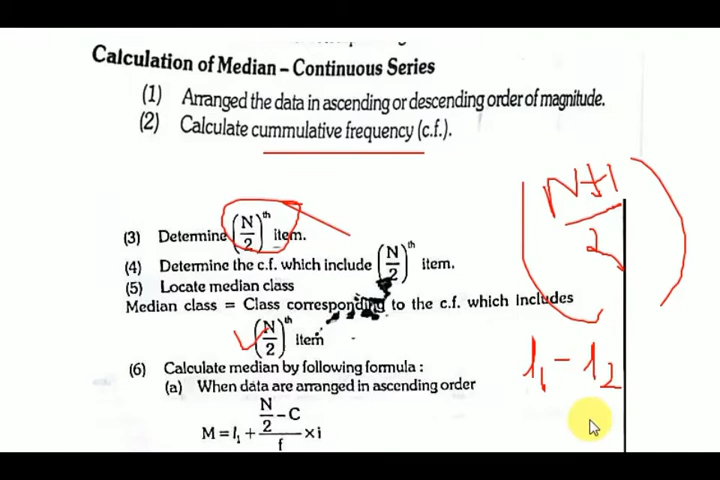 Calculation of Median – Continuous Series
(1) Arranged the data in ascending or descending order of magnitude.
(2) Calculate cummulative frequency (c.f.).
(3) Determine (N/2)th item.
(4) Determine the c.f. which include (N/2)th item.
(5) Locate median class
Median class = Class corresponding to the c.f. which includes
(N/2)th item
(6) Calculate median by following formula :
(a) When data are arranged in ascending order
M = l₁ + (N/2 – C)/f × i
(N+1/2)
l₁ – l₂